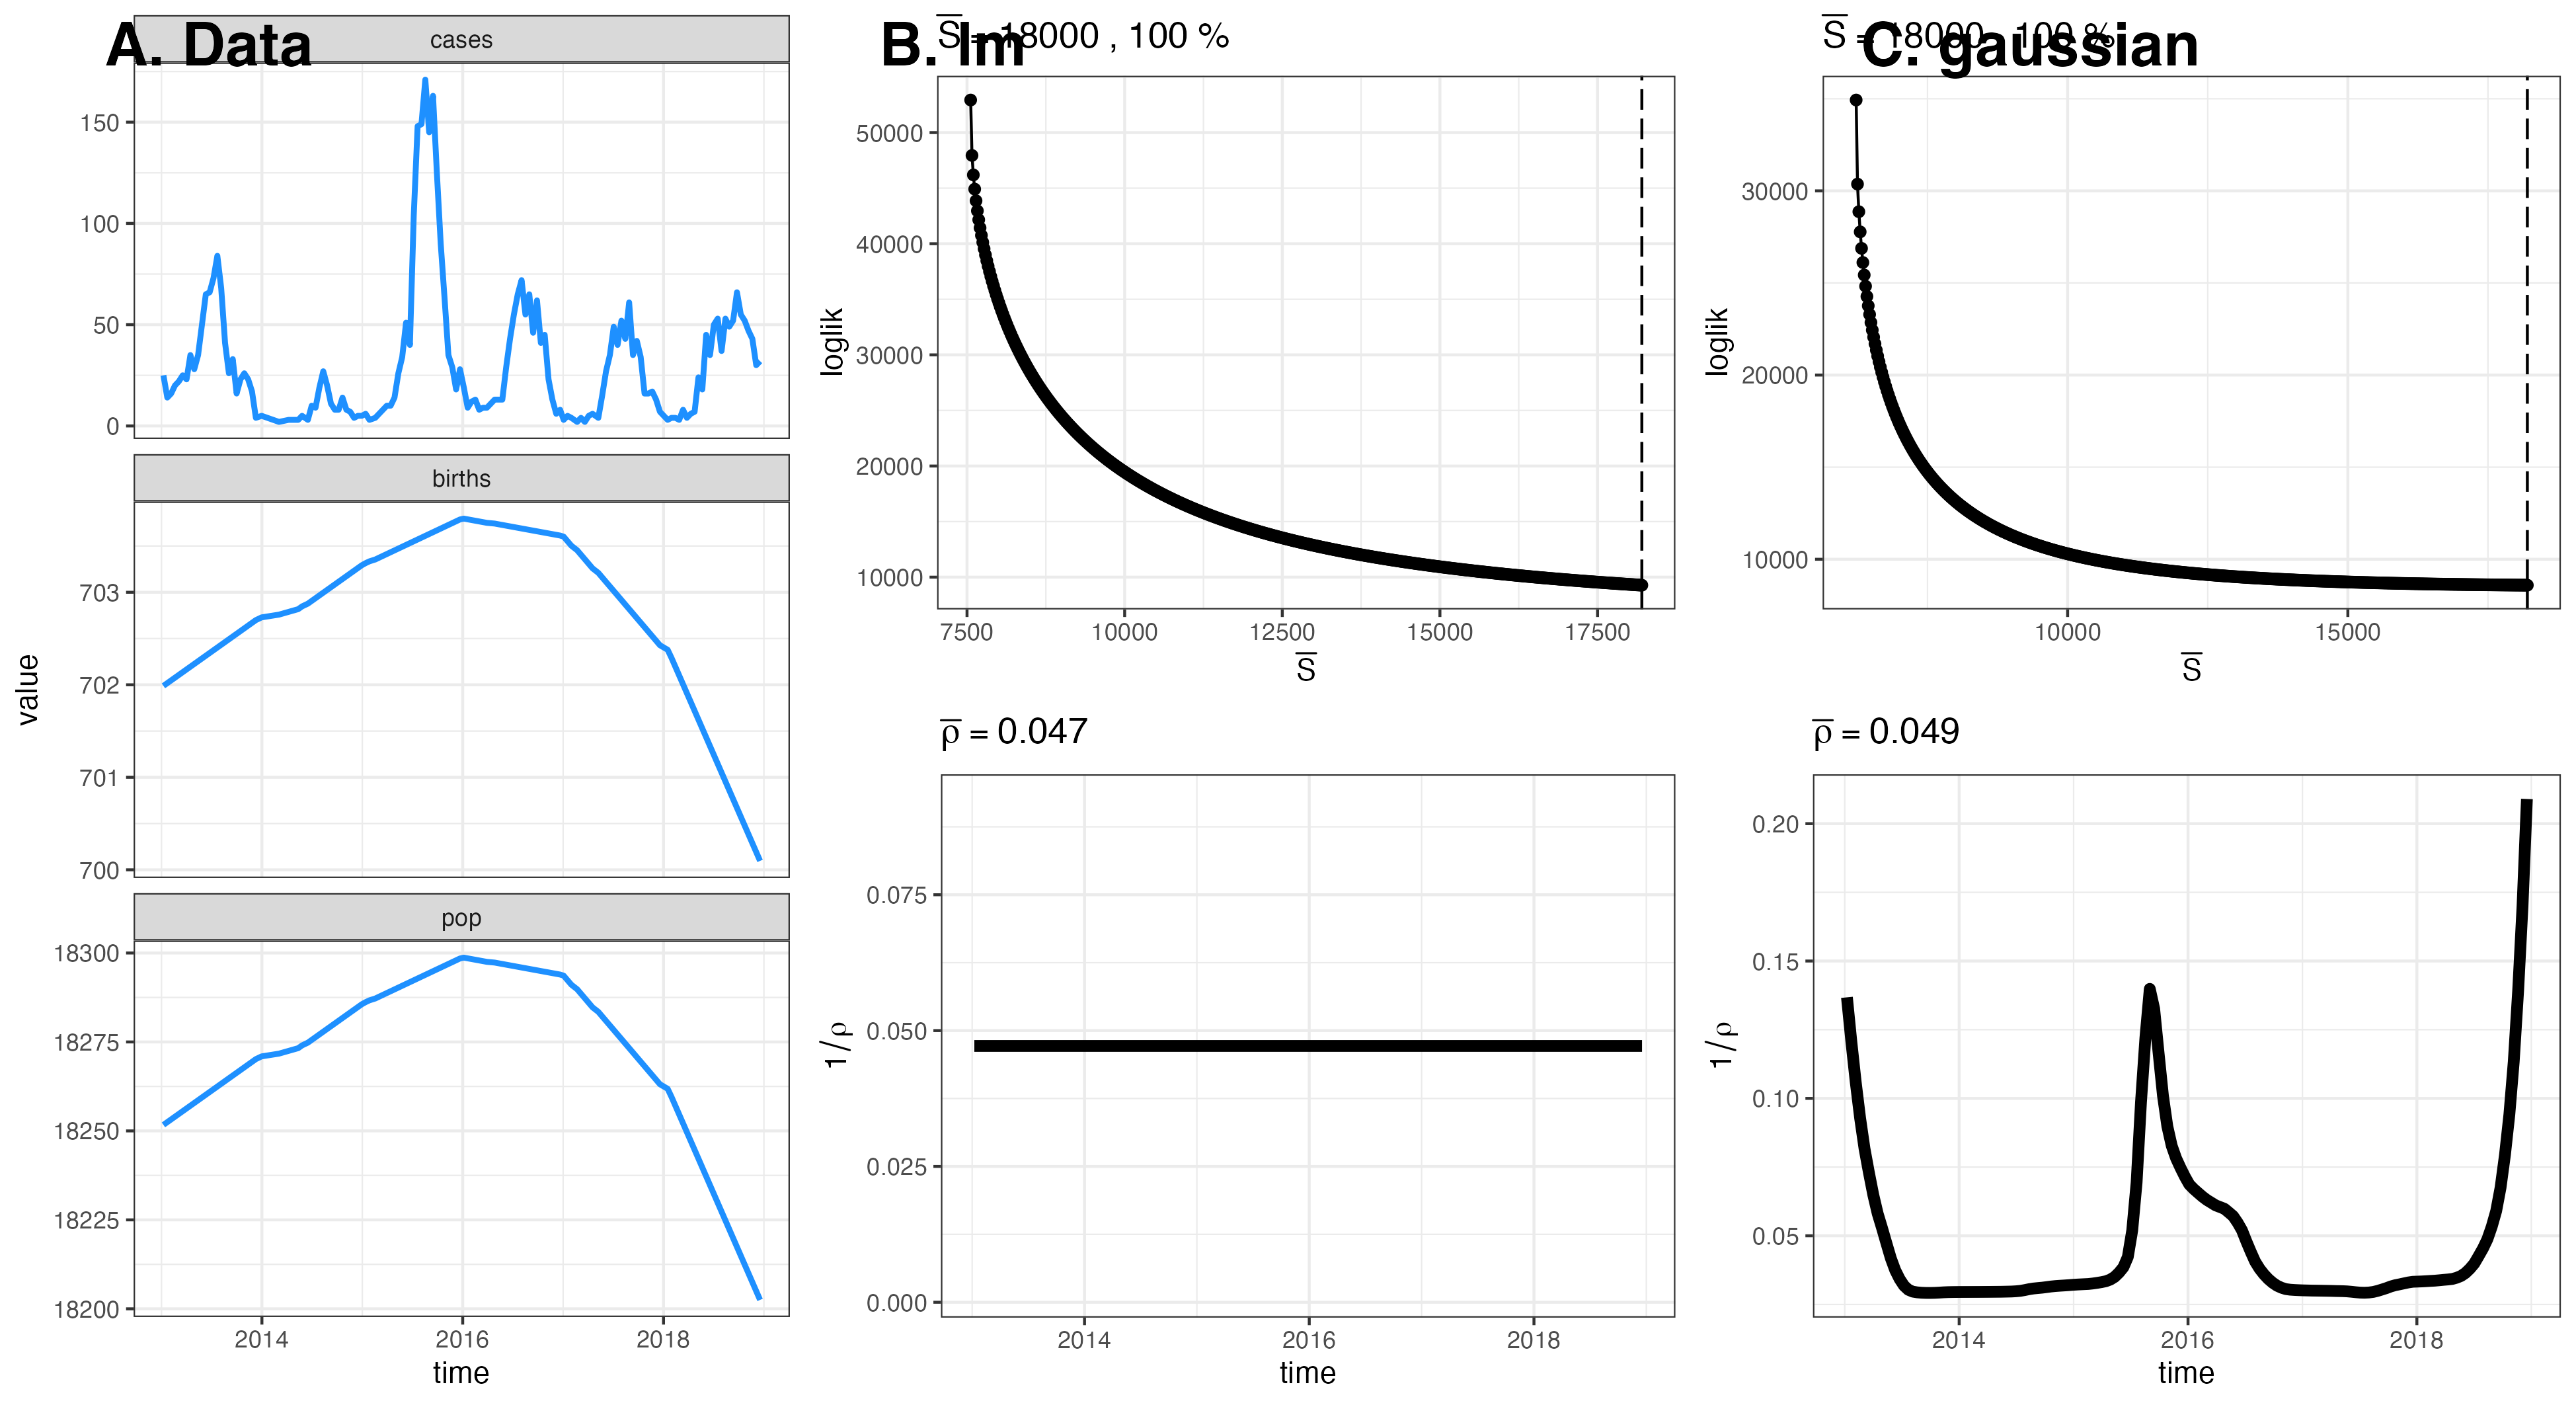 A. Data
cases
150
100
50
0
births
703
702
701
700
pop
18300
18275
18250
18225
18200
2014 2016 2018
time
value
B. lm
S̅ = 18000 , 100 %
50000
40000
30000
20000
10000
loglik
7500 10000 12500 15000 17500
S̅
ρ̅ = 0.047
0.075
0.050
0.025
0.000
1/ρ
2014 2016 2018
time
C. gaussian
S̅ = 18000 , 100 %
30000
20000
10000
loglik
10000 15000
S̅
ρ̅ = 0.049
0.20
0.15
0.10
0.05
1/ρ
2014 2016 2018
time